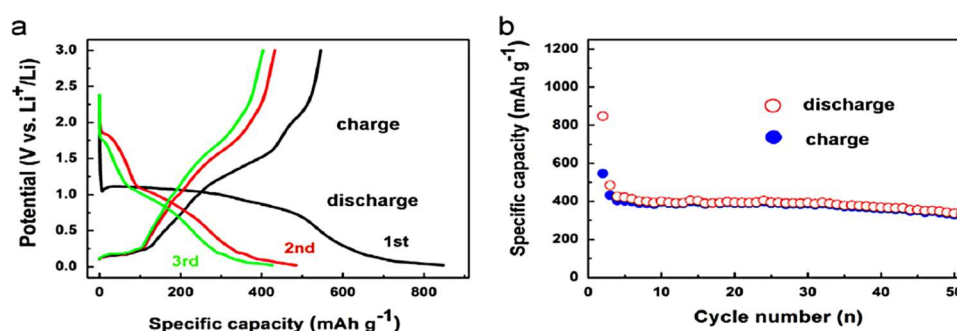 a
3.0
2.5
2.0
1.5
1.0
0.5
0.0
Potential (V vs. Li+/Li)
charge
discharge
1st
2nd
3rd
0 200 400 600 800
Specific capacity (mAh g-1)
b
1200
1000
800
600
400
200
0
Specific capacity (mAh g-1)
discharge
charge
0 10 20 30 40 50
Cycle number (n)